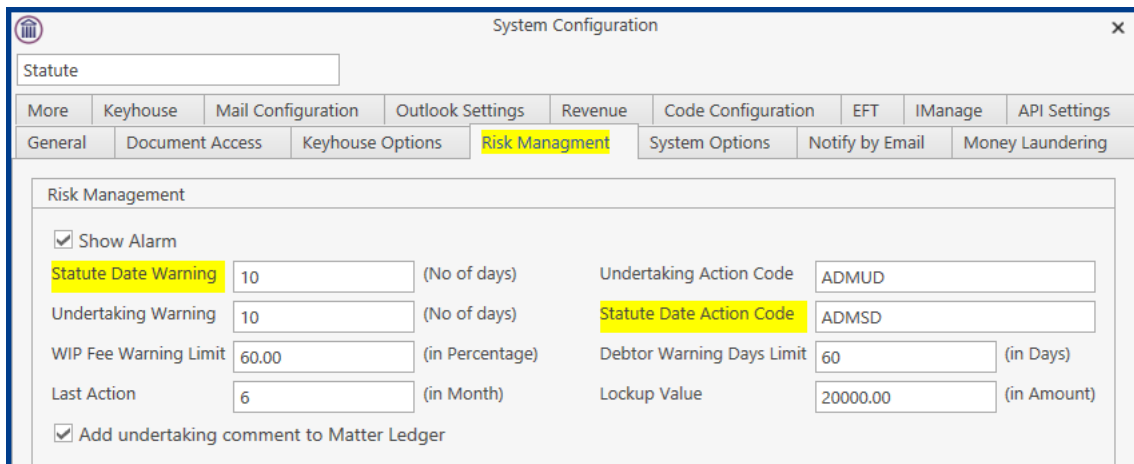 System Configuration
Statute
More Keyhouse Mail Configuration Outlook Settings Revenue Code Configuration EFT IManage API Settings
General Document Access Keyhouse Options Risk Managment System Options Notify by Email Money Laundering
Risk Management
Show Alarm
Statute Date Warning 10 (No of days) Undertaking Action Code ADMUD
Undertaking Warning 10 (No of days) Statute Date Action Code ADMSD
WIP Fee Warning Limit 60.00 (in Percentage) Debtor Warning Days Limit 60 (in Days)
Last Action 6 (in Month) Lockup Value 20000.00 (in Amount)
Add undertaking comment to Matter Ledger